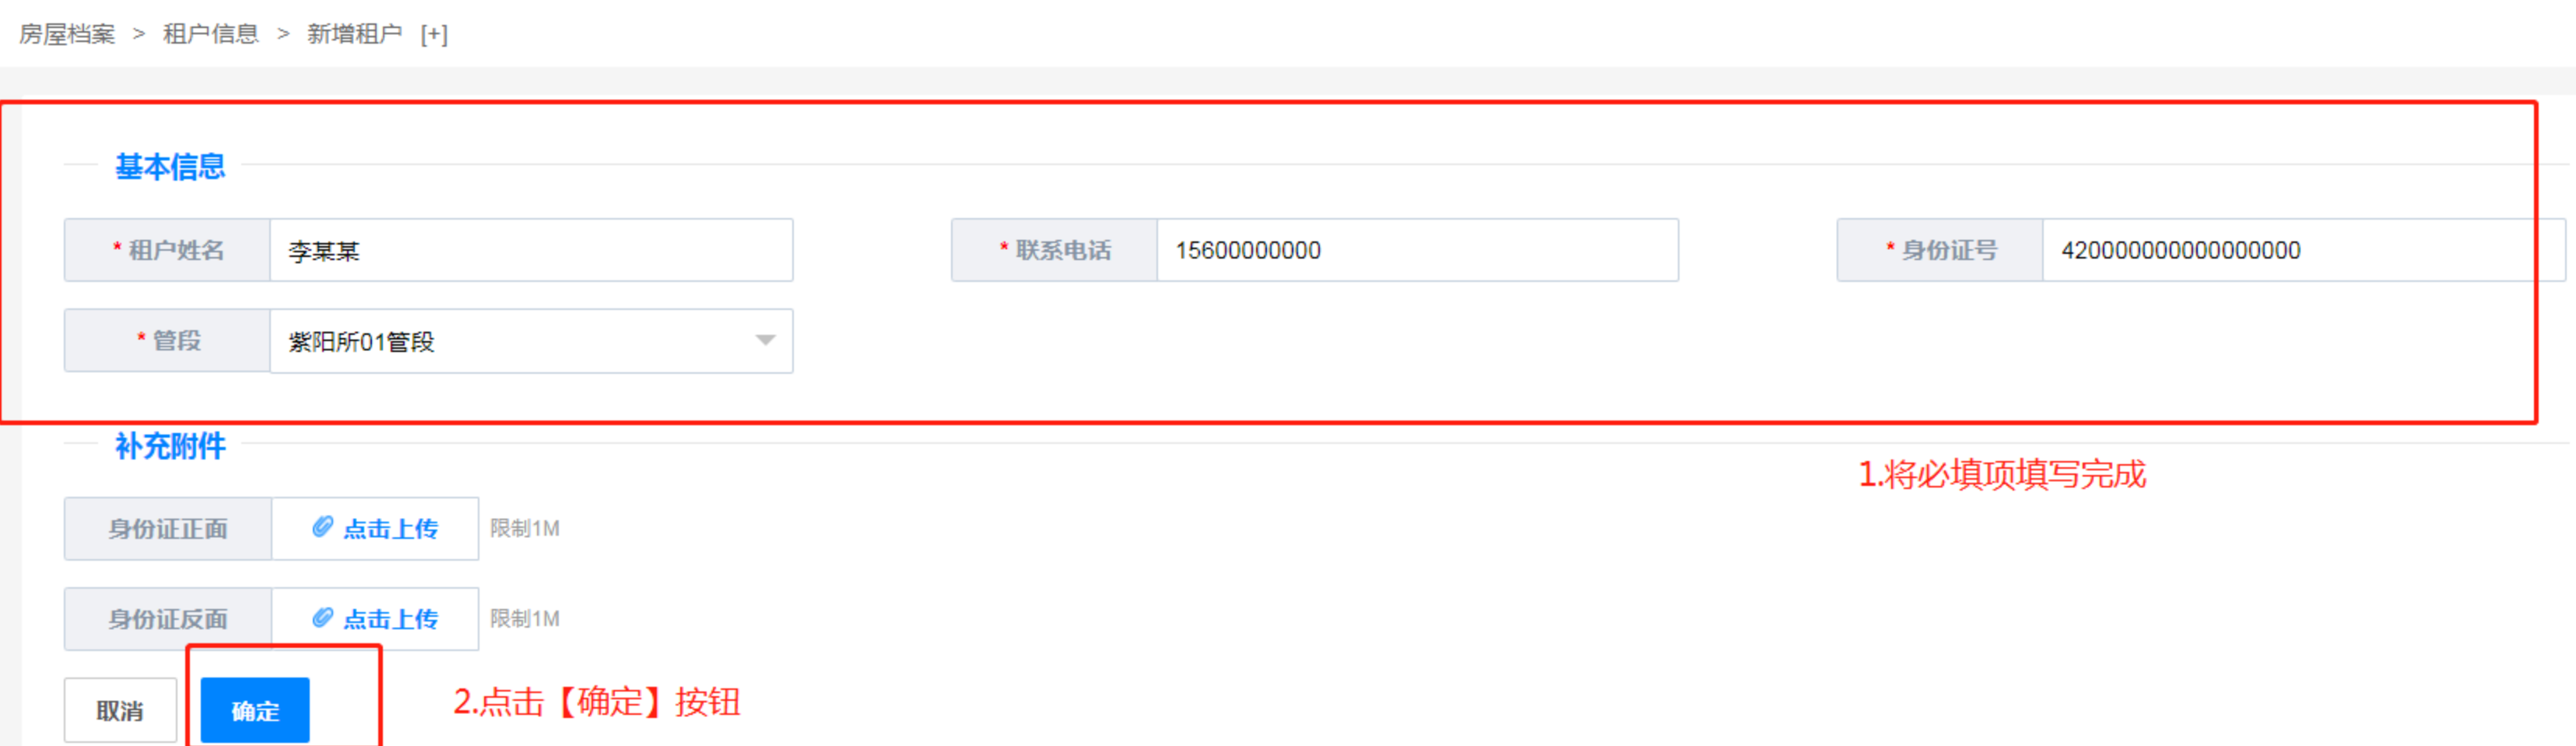 房屋档案 > 租户信息 > 新增租户 [+]
基本信息
* 租户姓名 李某某 * 联系电话 15600000000 * 身份证号 420000000000000000
* 管段 紫阳所01管段
补充附件
1.将必填项填写完成
身份证正面 点击上传 限制1M
身份证反面 点击上传 限制1M
取消 确定 2.点击【确定】按钮